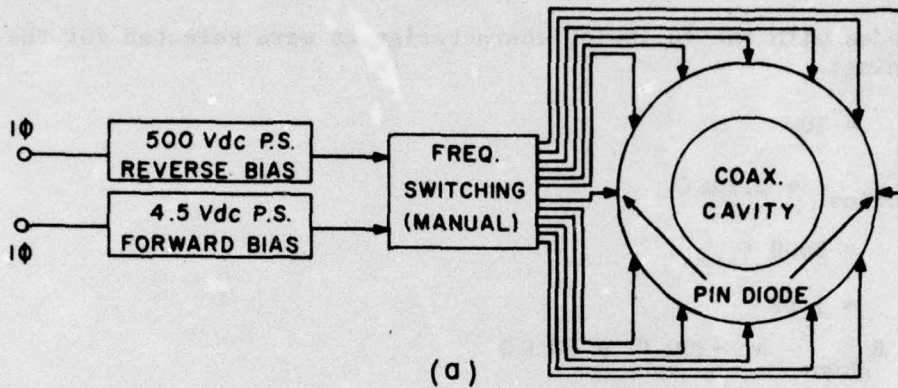 1Φ
500 Vdc P.S.
REVERSE BIAS
4.5 Vdc P.S.
FORWARD BIAS
1Φ
FREQ.
SWITCHING
(MANUAL)
COAX.
CAVITY
PIN DIODE
(a)